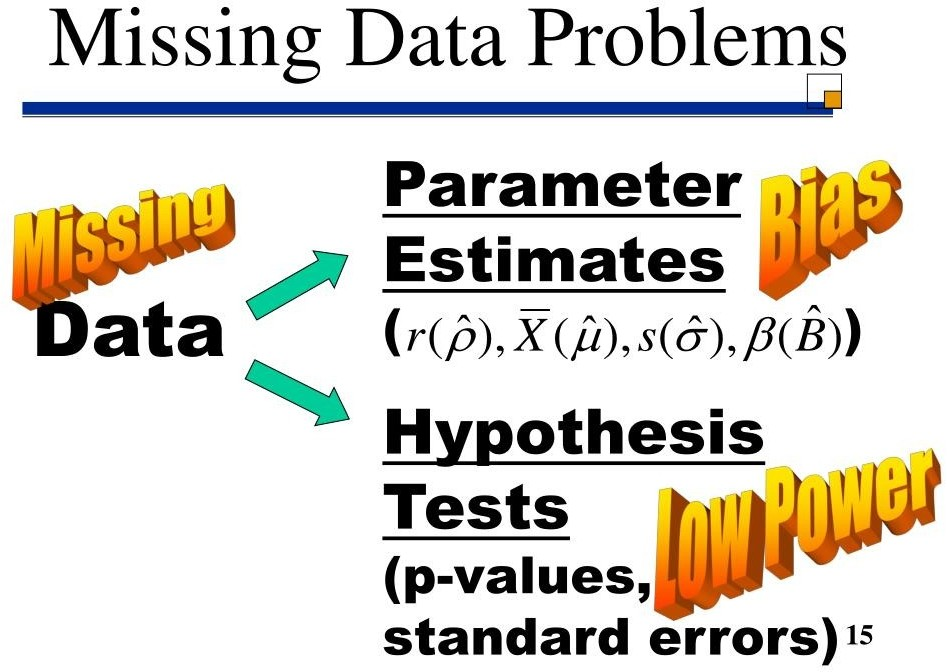 Missing Data Problems
Missing
Data
Parameter
Estimates
Bias
(r(ρ̂), X̅(μ̂), s(σ̂), β(B̂))
Hypothesis
Tests
Low Power
(p-values,
standard errors)
15